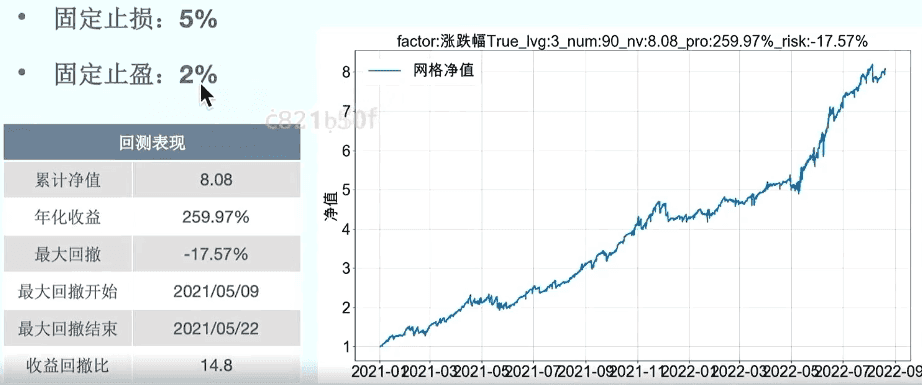 • 固定止损：5%
• 固定止盈：2%
回测表现
累计净值 8.08
年化收益 259.97%
最大回撤 -17.57%
最大回撤开始 2021/05/09
最大回撤结束 2021/05/22
收益回撤比 14.8
factor:涨跌幅True_lvg:3_num:90_nv:8.08_pro:259.97%_risk:-17.57%
网格净值
净值
8
7
6
5
4
3
2
1
2021-01 2021-03 2021-05 2021-07 2021-09 2021-11 2022-01 2022-03 2022-05 2022-07 2022-09